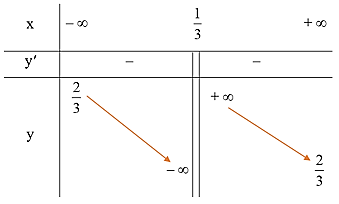 x −∞ 1/3 +∞
y′ − −
2/3 +∞
y
−∞ 2/3